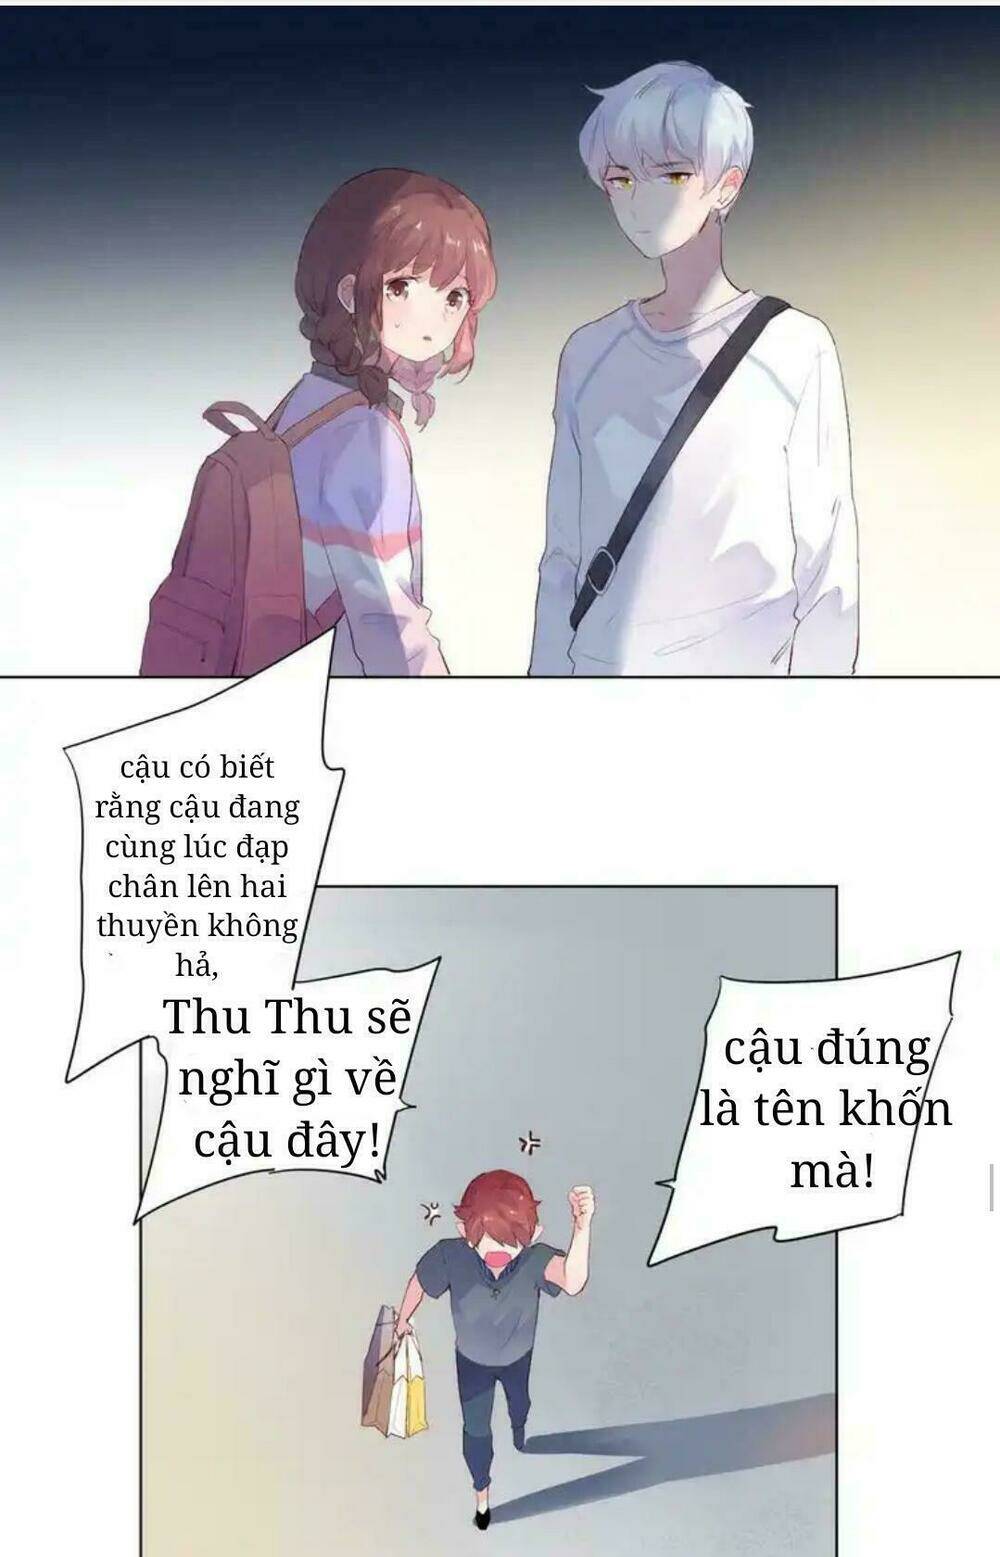 cậu có biết
rằng cậu đang
cùng lúc đạp
chân lên hai
thuyền không
hả,
Thu Thu sẽ
nghĩ gì về
cậu đây!
cậu đúng
là tên khốn
mà!